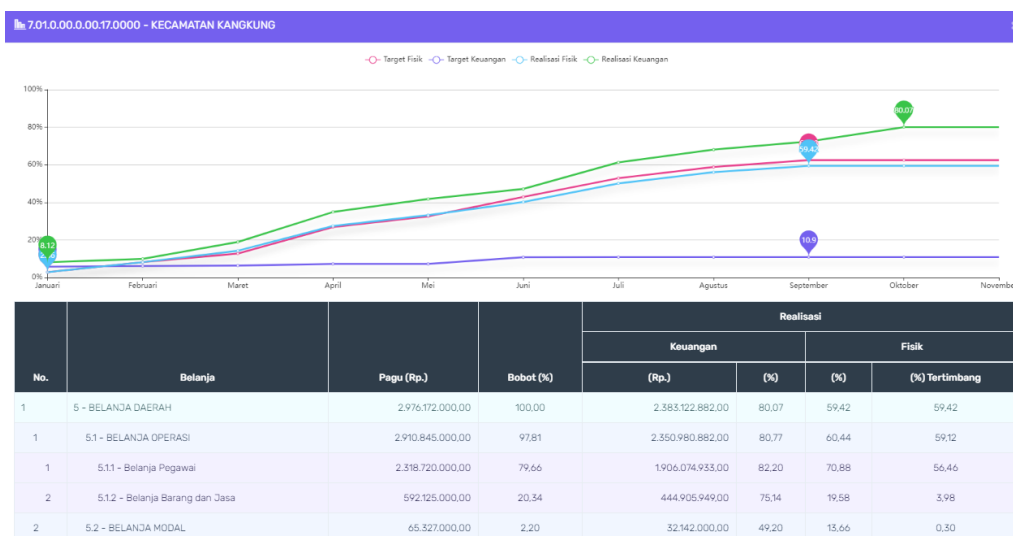 7.01.0.00.0.00.17.0000 - KECAMATAN KANGKUNG
Target Fisik Target Keuangan Realisasi Fisik Realisasi Keuangan
100%
80%
60%
40%
20%
0%
8.12
59.42
10.9
80.07
Januari Februari Maret April Mei Juni Juli Agustus September Oktober Novembe
No. Belanja Pagu (Rp.) Bobot (%) Realisasi
Keuangan Fisik
(Rp.) (%) (%) (%) Tertimbang
1 5 - BELANJA DAERAH 2.976.172.000,00 100,00 2.383.122.882,00 80,07 59,42 59,42
1 5.1 - BELANJA OPERASI 2.910.845.000,00 97,81 2.350.980.882,00 80,77 60,44 59,12
1 5.1.1 - Belanja Pegawai 2.318.720.000,00 79,66 1.906.074.933,00 82,20 70,88 56,46
2 5.1.2 - Belanja Barang dan Jasa 592.125.000,00 20,34 444.905.949,00 75,14 19,58 3,98
2 5.2 - BELANJA MODAL 65.327.000,00 2,20 32.142.000,00 49,20 13,66 0,30